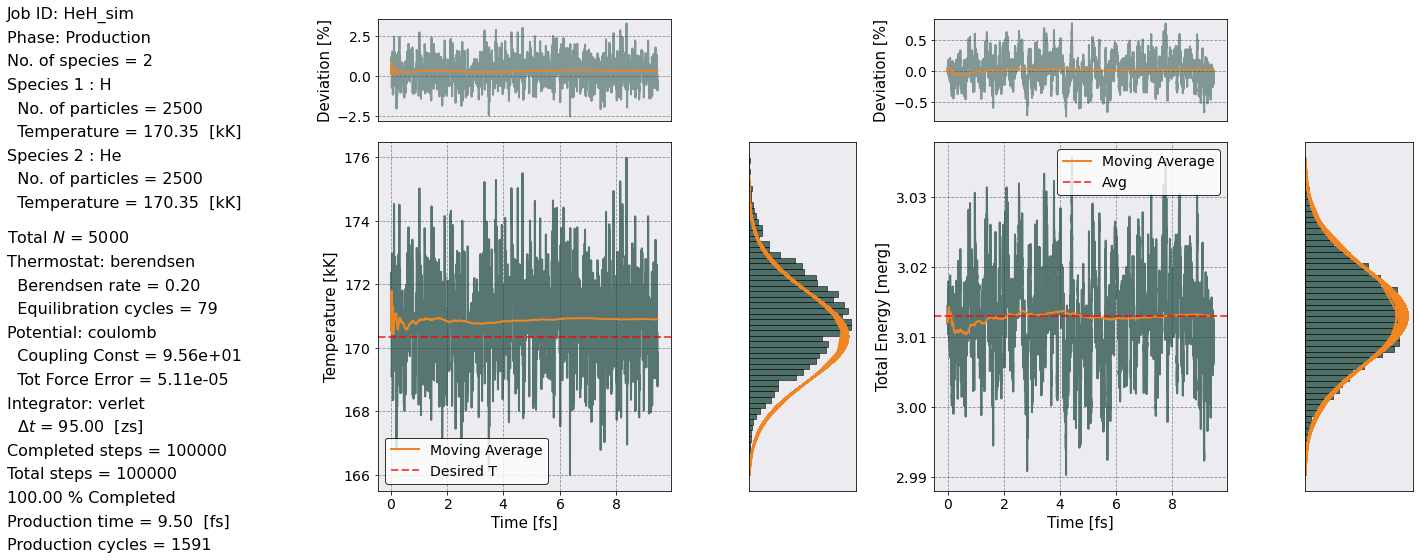 Job ID: HeH_sim
Phase: Production
No. of species = 2
Species 1 : H
No. of particles = 2500
Temperature = 170.35 [kK]
Species 2 : He
No. of particles = 2500
Temperature = 170.35 [kK]
Total N = 5000
Thermostat: berendsen
Berendsen rate = 0.20
Equilibration cycles = 79
Potential: coulomb
Coupling Const = 9.56e+01
Tot Force Error = 5.11e-05
Integrator: verlet
Δt = 95.00 [zs]
Completed steps = 100000
Total steps = 100000
100.00 % Completed
Production time = 9.50 [fs]
Production cycles = 1591
Deviation [%]
2.5
0.0
−2.5
Temperature [kK]
176
174
172
170
168
166
Moving Average
Desired T
0 2 4 6 8
Time [fs]
Deviation [%]
0.5
0.0
−0.5
Total Energy [merg]
3.03
3.02
3.01
3.00
2.99
Moving Average
Avg
0 2 4 6 8
Time [fs]